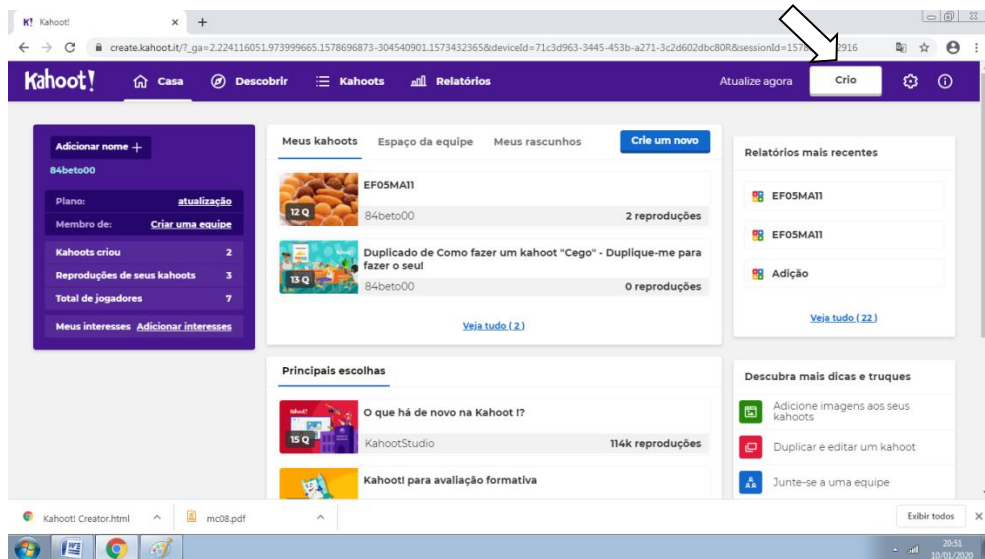 K! Kahoot!
create.kahoot.it/?_ga=2.224116051.973999665.1578696873-304540901.1573432365&deviceId=71c3d963-3445-453b-a271-3c2d602dbc80R&sessionId=157
2916
Kahoot! Casa Descobrir Kahoots Relatórios Atualize agora Crio
Adicionar nome +
84beto00
Plano: atualização
Membro de: Criar uma equipe
Kahoots criou 2
Reproduções de seus kahoots 3
Total de jogadores 7
Meus interesses Adicionar interesses
Meus kahoots Espaço da equipe Meus rascunhos Crie um novo
EF05MA11
12 Q
84beto00 2 reproduções
Duplicado de Como fazer um kahoot "Cego" - Duplique-me para
fazer o seu!
13 Q
84beto00 0 reproduções
Veja tudo ( 2 )
Principais escolhas
O que há de novo na Kahoot !?
15 Q
KahootStudio 114k reproduções
Kahoot! para avaliação formativa
Relatórios mais recentes
EF05MA11
EF05MA11
Adição
Veja tudo ( 22 )
Descubra mais dicas e truques
Adicione imagens aos seus
kahoots
Duplicar e editar um kahoot
Junte-se a uma equipe
Kahoot! Creator.html mc08.pdf Exibir todos
20:51
10/01/2020